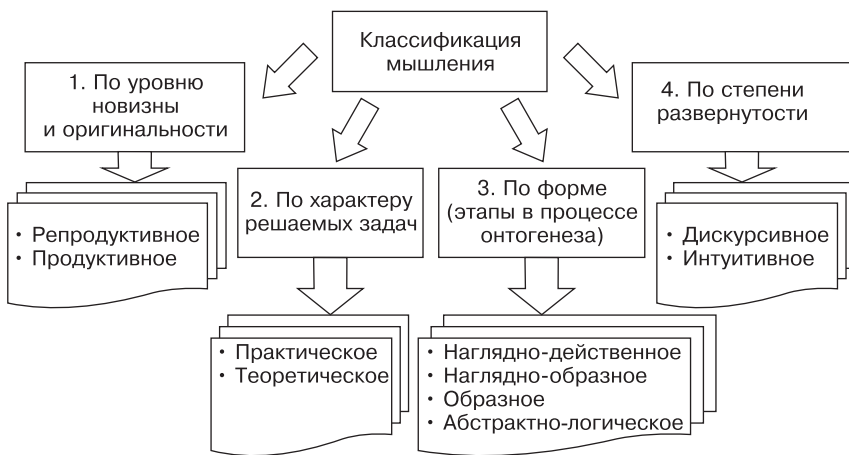 Классификация
мышления
1. По уровню
новизны
и оригинальности
• Репродуктивное
• Продуктивное
2. По характеру
решаемых задач
• Практическое
• Теоретическое
3. По форме
(этапы в процессе
онтогенеза)
• Наглядно-действенное
• Наглядно-образное
• Образное
• Абстрактно-логическое
4. По степени
развернутости
• Дискурсивное
• Интуитивное